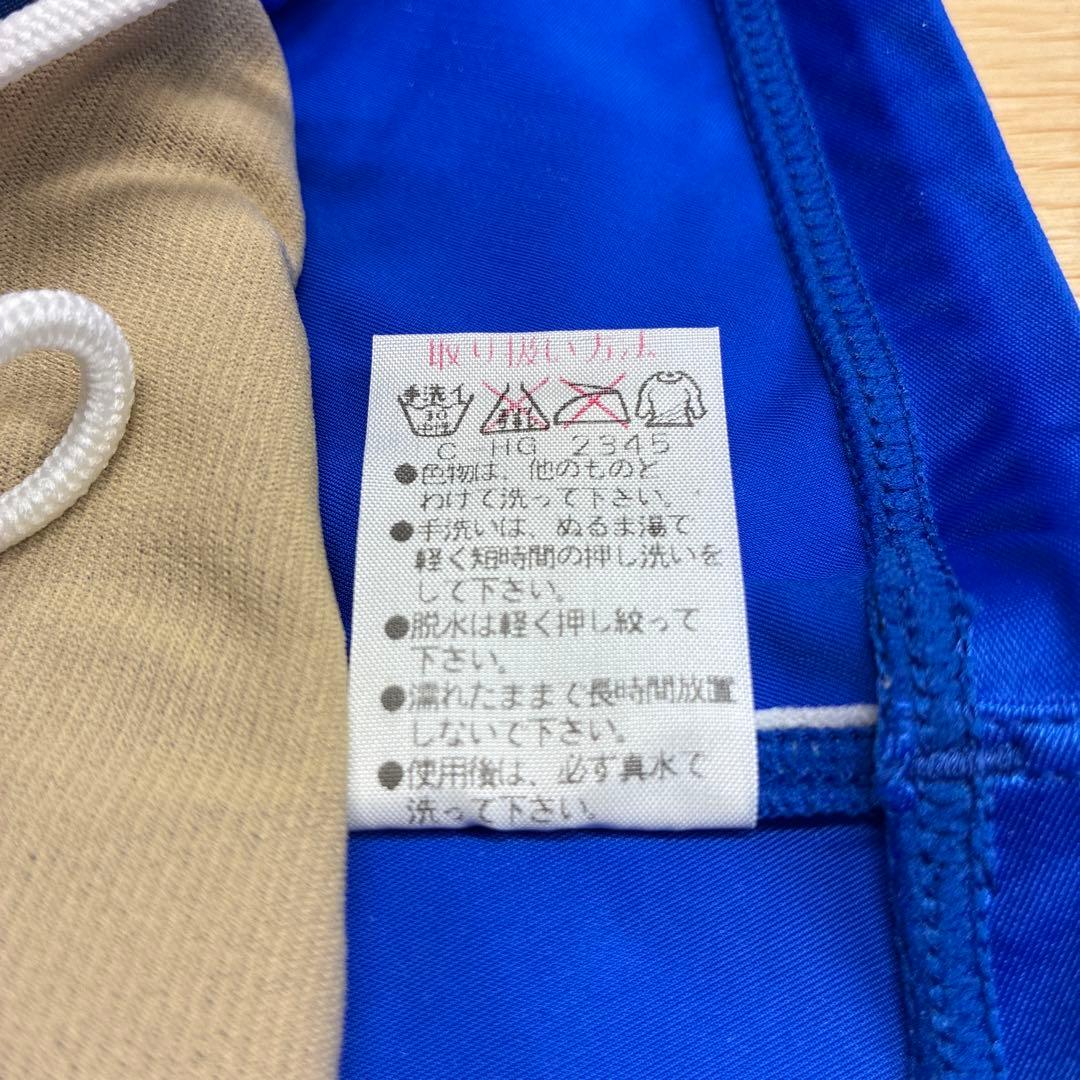 取り扱い方法
手洗イ
30
中性
C HG 2345
●色物は、他のものと
わけて洗って下さい。
●手洗いは、ぬるま湯で
軽く短時間の押し洗いを
して下さい。
●脱水は軽く押し絞って
下さい。
●濡れたままで長時間放置
しないで下さい。
●使用後は、必ず真水で
洗って下さい。